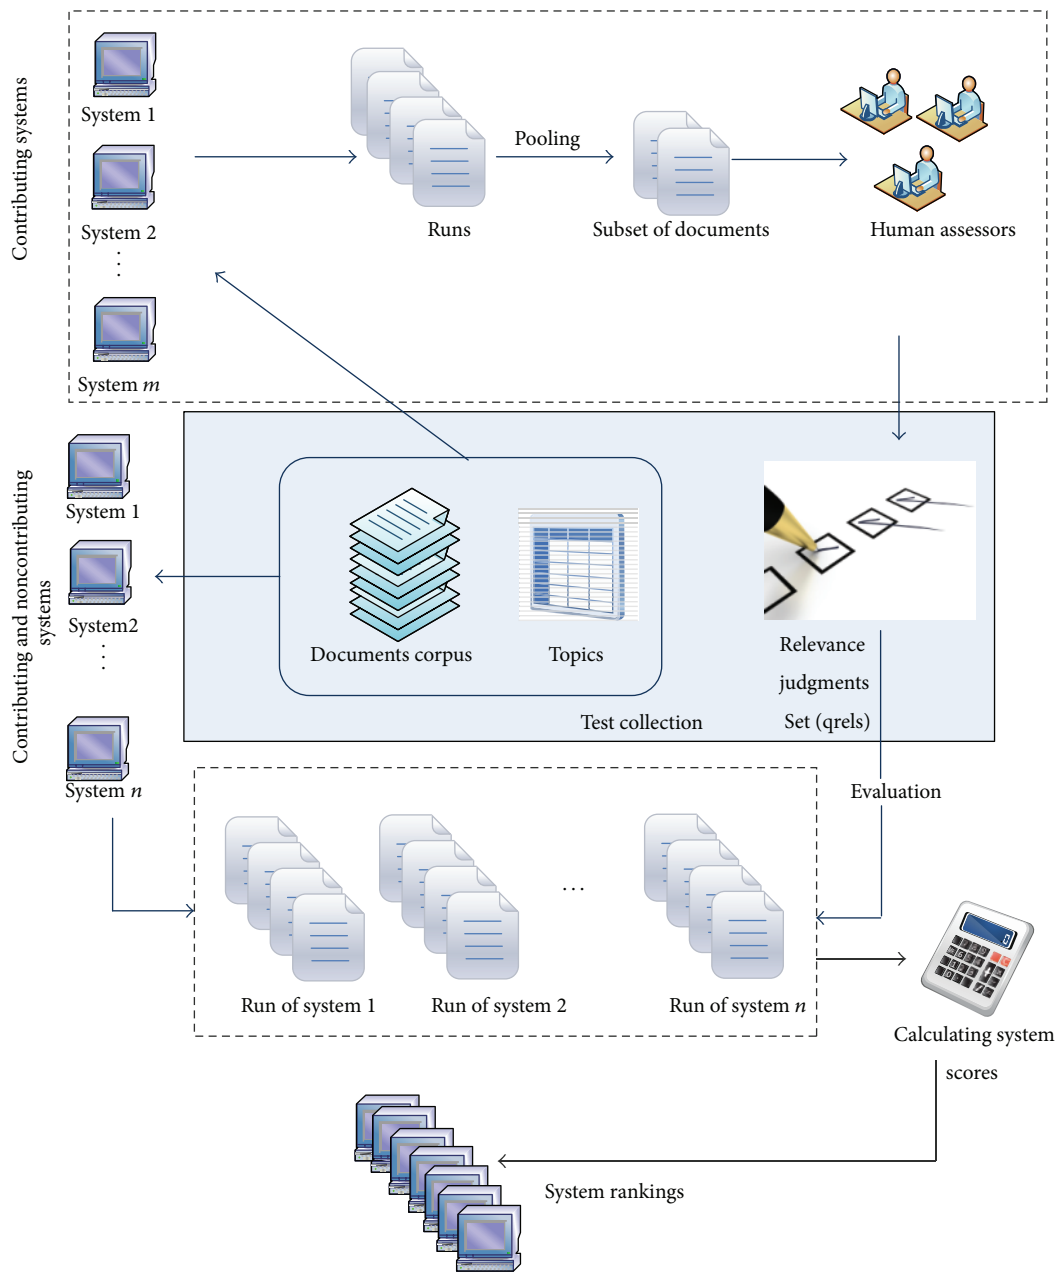 Contributing systems
System 1
System 2
⋮
System m
Runs
Pooling
Subset of documents
Human assessors
Contributing and noncontributing
systems
System 1
System2
⋮
System n
Documents corpus
Topics
Test collection
Relevance
judgments
Set (qrels)
Evaluation
...
Run of system 1
Run of system 2
Run of system n
Calculating system
scores
System rankings